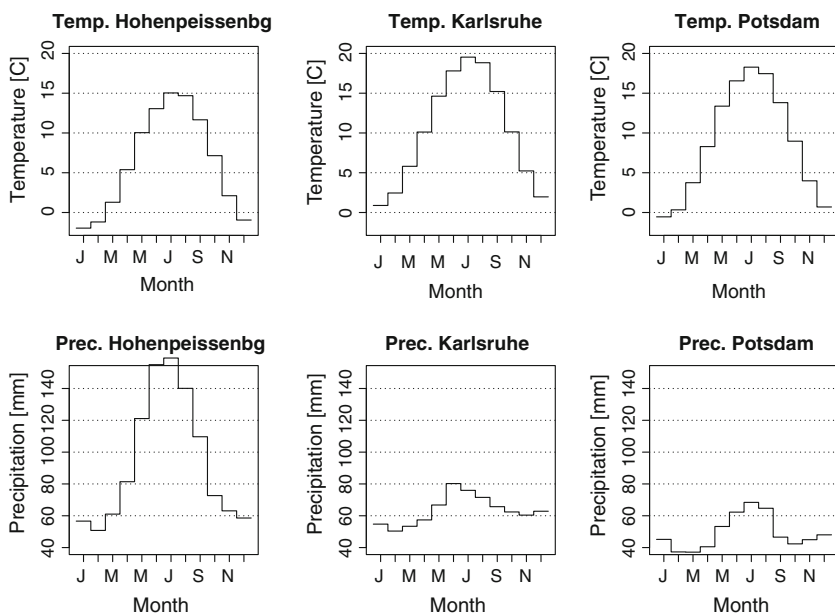 Temp. Hohenpeissenbg
Temp. Karlsruhe
Temp. Potsdam
Temperature [C]
0 5 10 15 20
J M M J S N
Month
Temperature [C]
0 5 10 15 20
J M M J S N
Month
Temperature [C]
0 5 10 15 20
J M M J S N
Month
Prec. Hohenpeissenbg
Prec. Karlsruhe
Prec. Potsdam
Precipitation [mm]
40 60 80 100 120 140
J M M J S N
Month
Precipitation [mm]
40 60 80 100 120 140
J M M J S N
Month
Precipitation [mm]
40 60 80 100 120 140
J M M J S N
Month